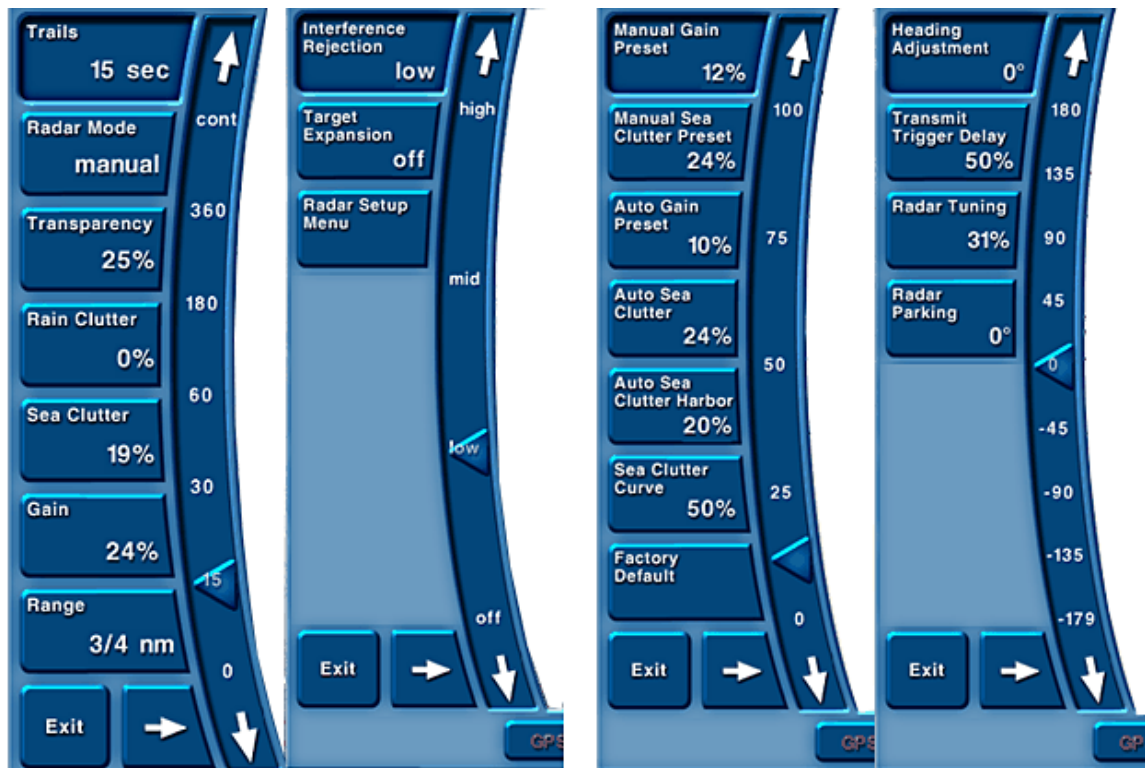 Trails
15 sec
cont
Radar Mode
manual
360
Transparency
25%
180
Rain Clutter
0%
60
Sea Clutter
19%
30
Gain
24%
15
Range
3/4 nm
0
Exit
Interference
Rejection
low
high
Target
Expansion
off
Radar Setup
Menu
mid
low
off
Exit
GPS
Manual Gain
Preset
12%
100
Manual Sea
Clutter Preset
24%
Auto Gain
Preset
10%
75
Auto Sea
Clutter
24%
50
Auto Sea
Clutter Harbor
20%
Sea Clutter
Curve
50%
25
Factory
Default
0
Exit
GPS
Heading
Adjustment
0°
180
Transmit
Trigger Delay
50%
135
Radar Tuning
31%
90
Radar
Parking
0°
45
0
-45
-90
-135
-179
Exit